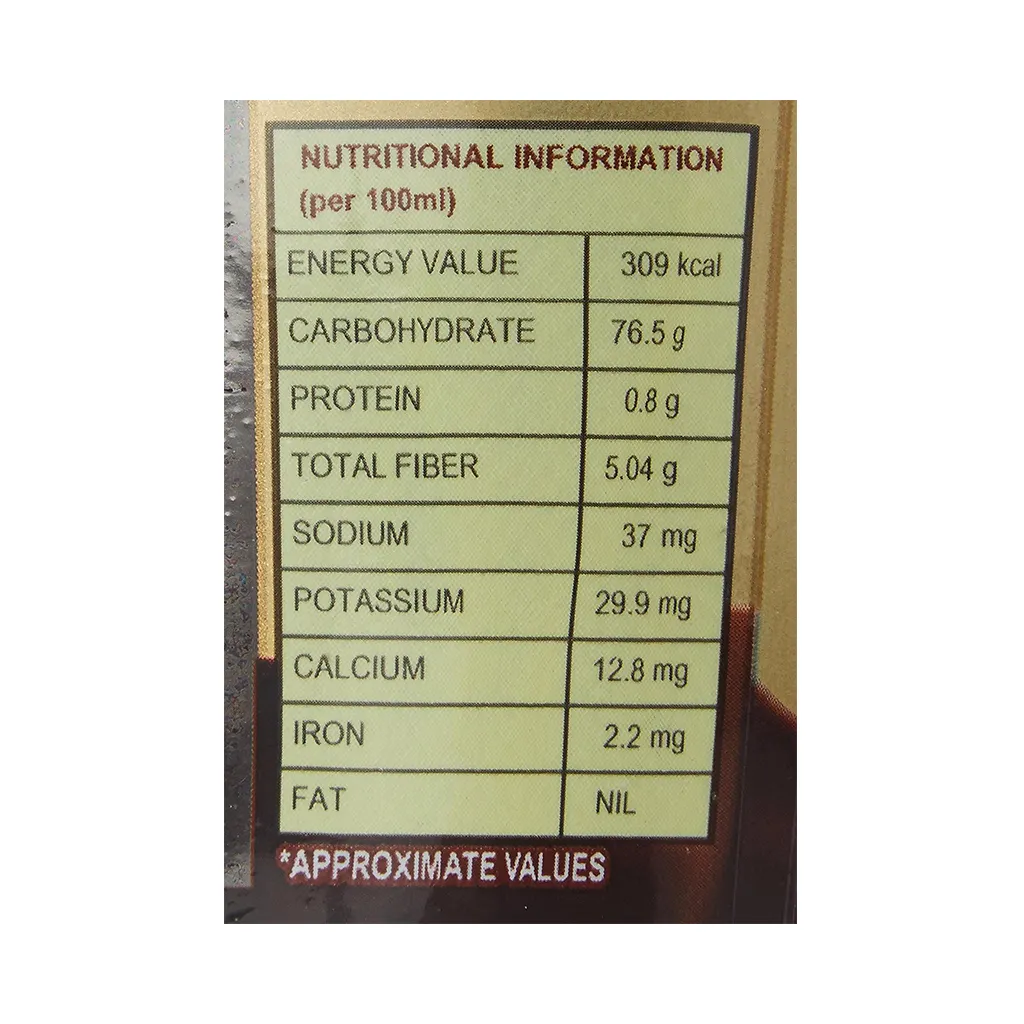 NUTRITIONAL INFORMATION
(per 100ml)
ENERGY VALUE 309 kcal
CARBOHYDRATE 76.5 g
PROTEIN 0.8 g
TOTAL FIBER 5.04 g
SODIUM 37 mg
POTASSIUM 29.9 mg
CALCIUM 12.8 mg
IRON 2.2 mg
FAT NIL
*APPROXIMATE VALUES